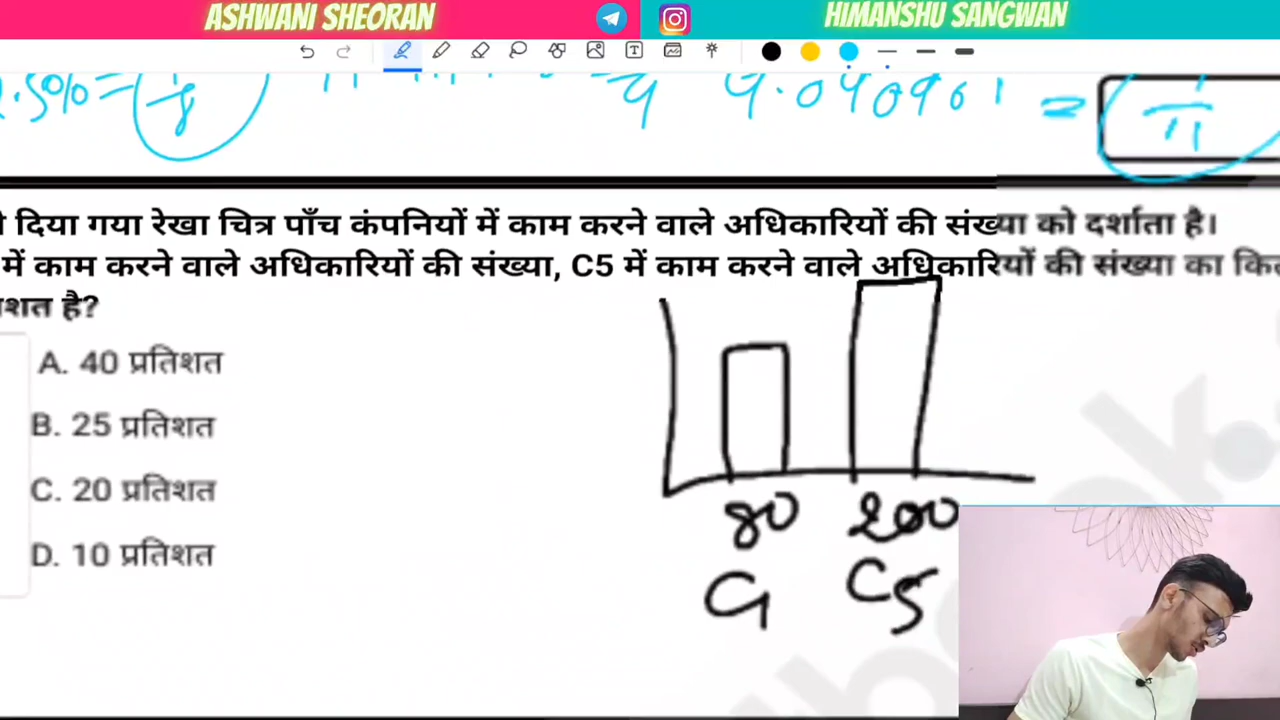 ASHWANI SHEORAN
HIMANSHU SANGWAN
दिया गया रेखा चित्र पाँच कंपनियों में काम करने वाले अधिकारियों की संख्या को दर्शाता है।
में काम करने वाले अधिकारियों की संख्या, C5 में काम करने वाले अधिकारियों की संख्या का
है?
A. 40 प्रतिशत
B. 25 प्रतिशत
C. 20 प्रतिशत
D. 10 प्रतिशत
80 200
C1 C5